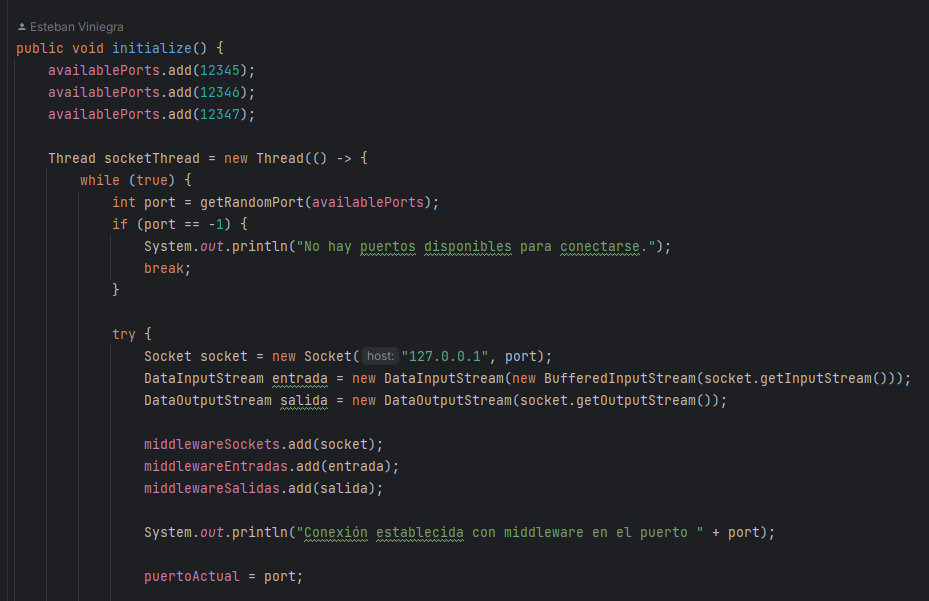 Esteban Viniegra
public void initialize() {
    availablePorts.add(12345);
    availablePorts.add(12346);
    availablePorts.add(12347);

    Thread socketThread = new Thread(() -> {
        while (true) {
            int port = getRandomPort(availablePorts);
            if (port == -1) {
                System.out.println("No hay puertos disponibles para conectarse.");
                break;
            }

            try {
                Socket socket = new Socket( host: "127.0.0.1", port);
                DataInputStream entrada = new DataInputStream(new BufferedInputStream(socket.getInputStream()));
                DataOutputStream salida = new DataOutputStream(socket.getOutputStream());

                middlewareSockets.add(socket);
                middlewareEntradas.add(entrada);
                middlewareSalidas.add(salida);

                System.out.println("Conexión establecida con middleware en el puerto " + port);

                puertoActual = port;